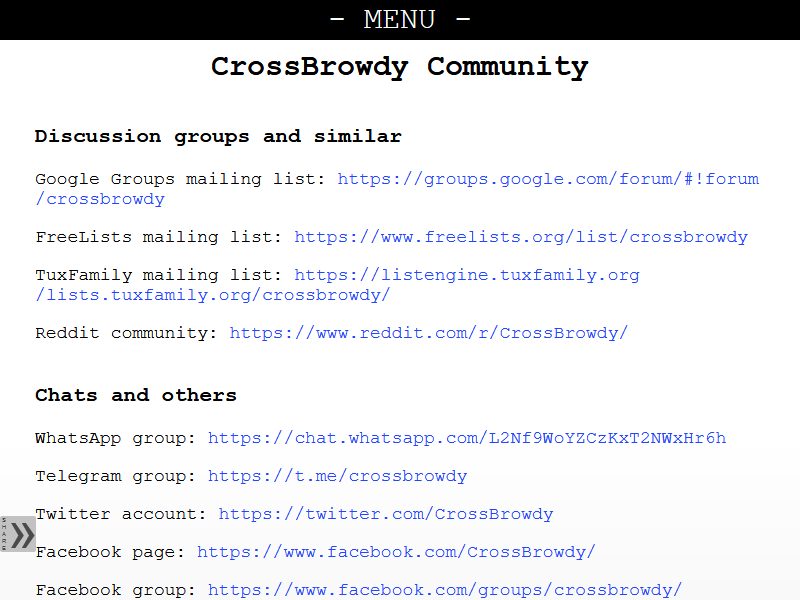 - MENU -
CrossBrowdy Community
Discussion groups and similar
Google Groups mailing list: https://groups.google.com/forum/#!forum
/crossbrowdy
FreeLists mailing list: https://www.freelists.org/list/crossbrowdy
TuxFamily mailing list: https://listengine.tuxfamily.org
/lists.tuxfamily.org/crossbrowdy/
Reddit community: https://www.reddit.com/r/CrossBrowdy/
Chats and others
WhatsApp group: https://chat.whatsapp.com/L2Nf9WoYZCzKxT2NWxHr6h
Telegram group: https://t.me/crossbrowdy
Twitter account: https://twitter.com/CrossBrowdy
SHARE
Facebook page: https://www.facebook.com/CrossBrowdy/
Facebook group: https://www.facebook.com/groups/crossbrowdy/